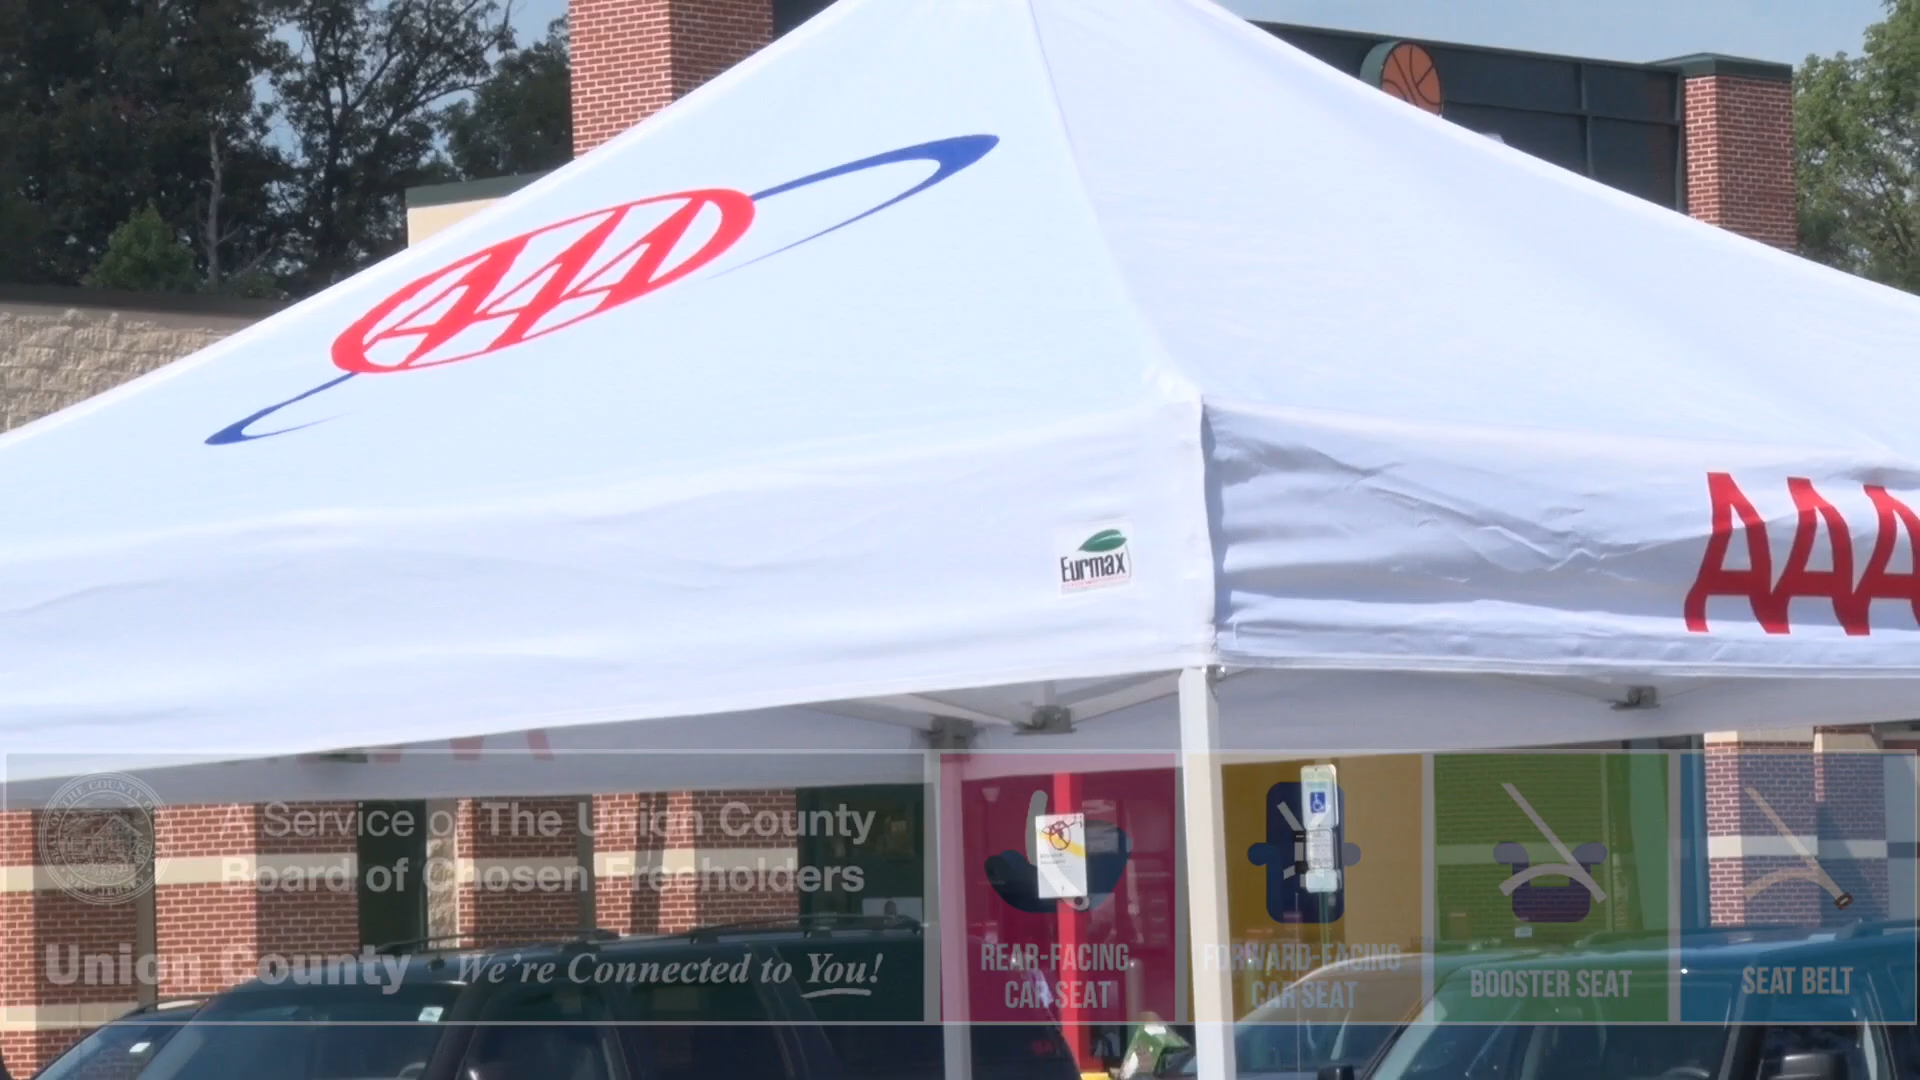 AAA
Eurmax
AAA
A Service of The Union County
Board of Chosen Freeholders
Union County We're Connected to You!
REAR-FACING
CAR SEAT
FORWARD-FACING
CAR SEAT
BOOSTER SEAT
SEAT BELT